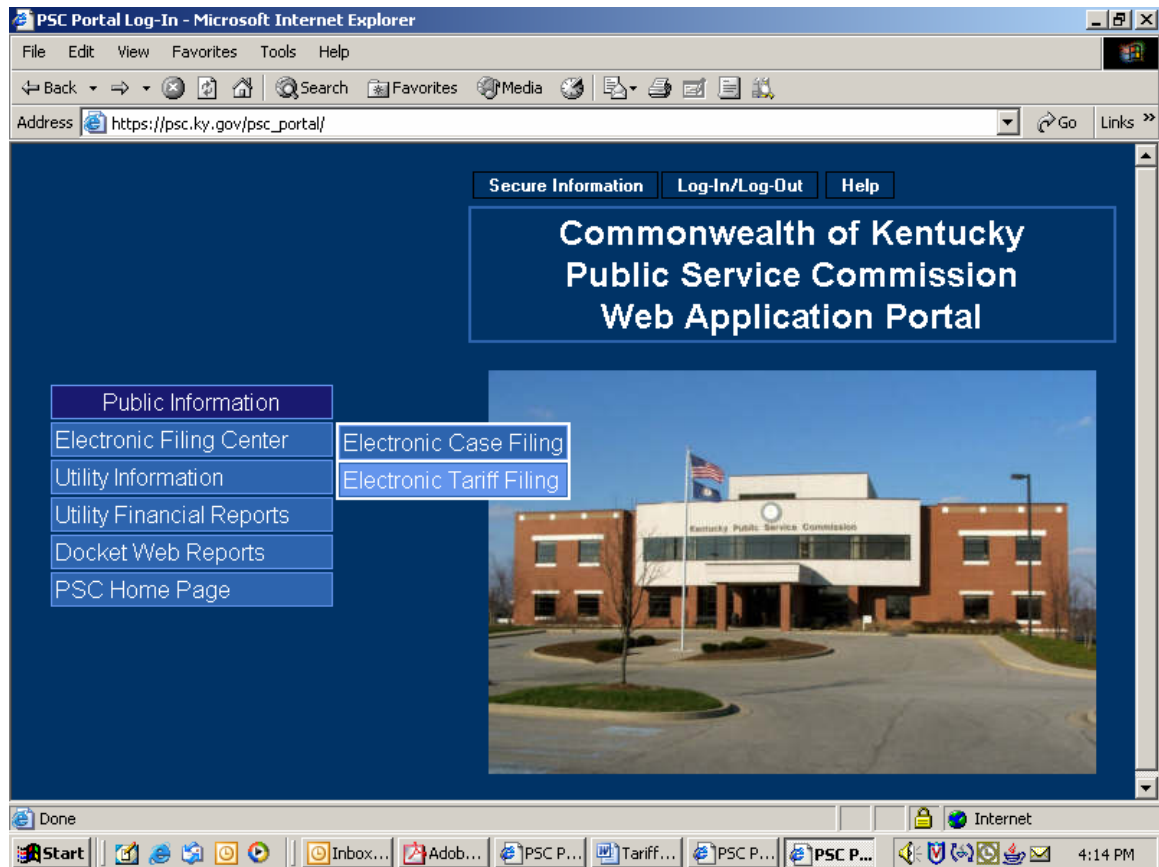 PSC Portal Log-In - Microsoft Internet Explorer
File Edit View Favorites Tools Help
Back Search Favorites Media
Address https://psc.ky.gov/psc_portal/ Go Links »
Secure Information Log-In/Log-Out Help
Commonwealth of Kentucky
Public Service Commission
Web Application Portal
Public Information
Electronic Filing Center
Electronic Case Filing
Utility Information
Electronic Tariff Filing
Utility Financial Reports
Docket Web Reports
PSC Home Page
Kentucky Public Service Commission
Done Internet
Start Inbox... Adob... PSC P... Tariff... PSC P... PSC P... 4:14 PM